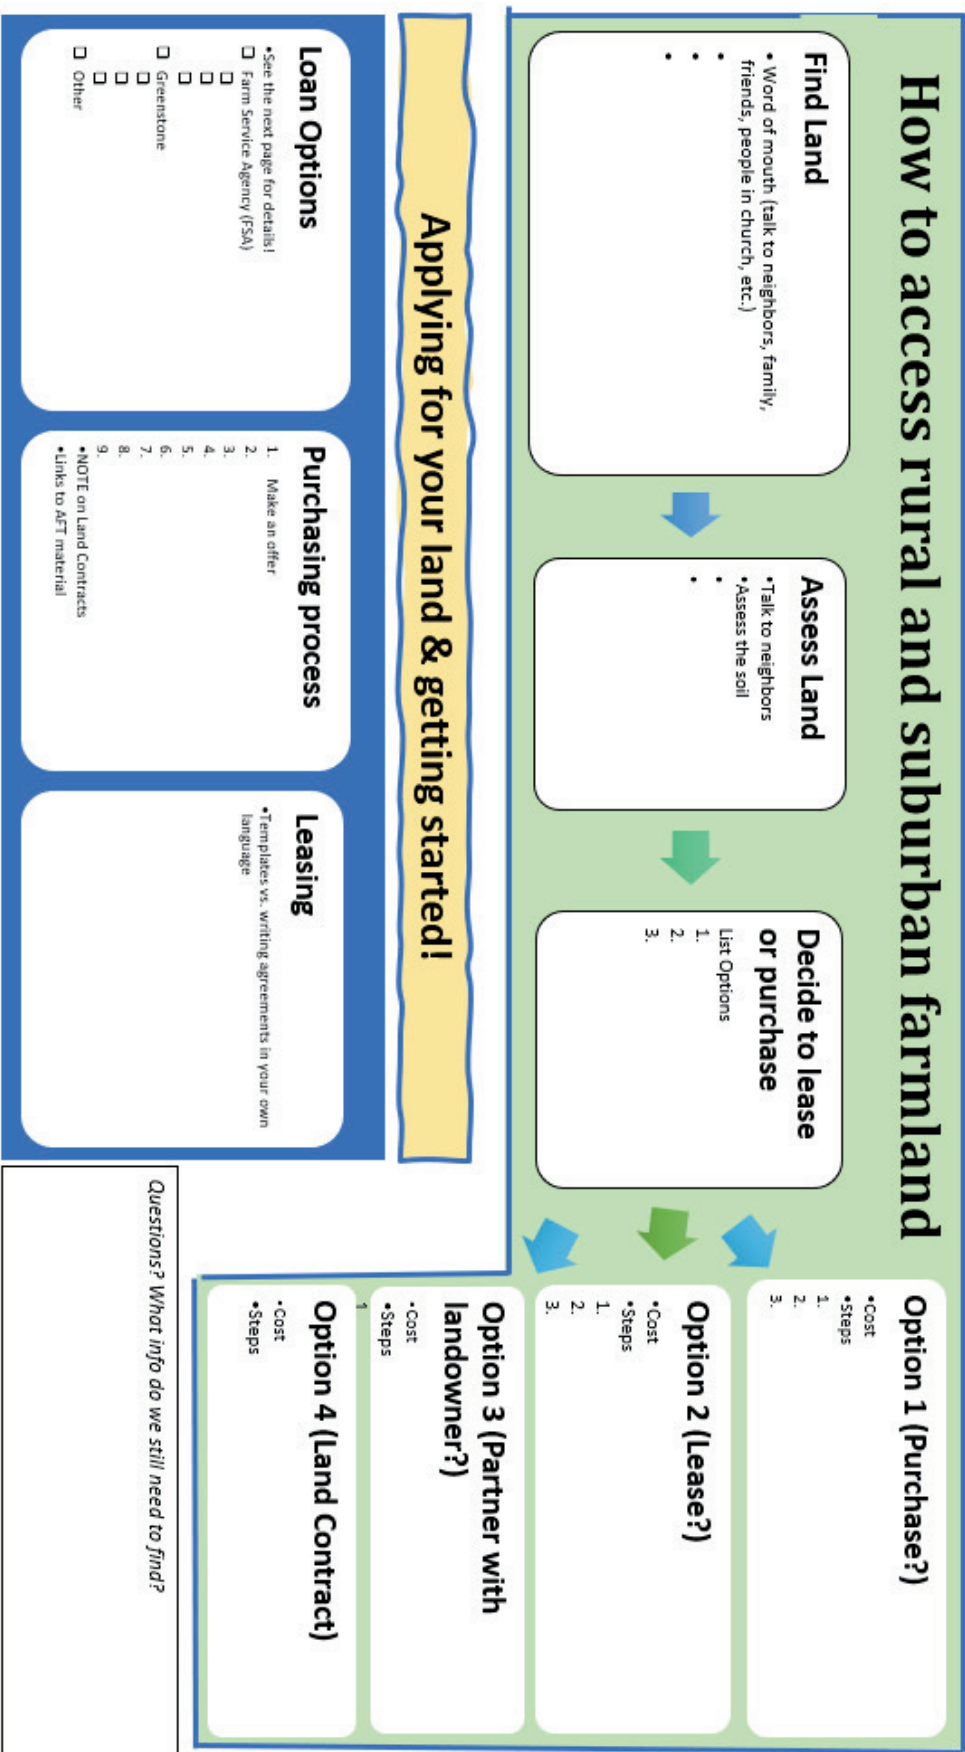 How to access rural and suburban farmland
Find Land
• Word of mouth (talk to neighbors, family,
friends, people in church, etc.)
•
•
•
Assess Land
•Talk to neighbors
•Assess the soil
•
•
Decide to lease
or purchase
List Options
1.
2.
3.
Option 1 (Purchase?)
•Cost
•Steps
1.
2.
3.
Option 2 (Lease?)
•Cost
•Steps
1.
2.
3.
Option 3 (Partner with
landowner?)
•Cost
•Steps
1
Option 4 (Land Contract)
•Cost
•Steps
Applying for your land & getting started!
Loan Options
•See the next page for details!
☐ Farm Service Agency (FSA)
☐
☐
☐
☐ Greenstone
☐
☐
☐
☐ Other
Purchasing process
1. Make an offer
2.
3.
4.
5.
6.
7.
8.
9.
•NOTE on Land Contracts
•Links to AFT material
Leasing
•Templates vs. writing agreements in your own
language
Questions? What info do we still need to find?